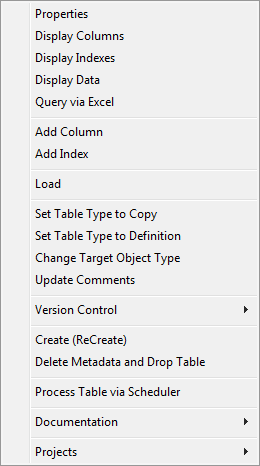 Properties
Display Columns
Display Indexes
Display Data
Query via Excel
Add Column
Add Index
Load
Set Table Type to Copy
Set Table Type to Definition
Change Target Object Type
Update Comments
Version Control
Create (ReCreate)
Delete Metadata and Drop Table
Process Table via Scheduler
Documentation
Projects